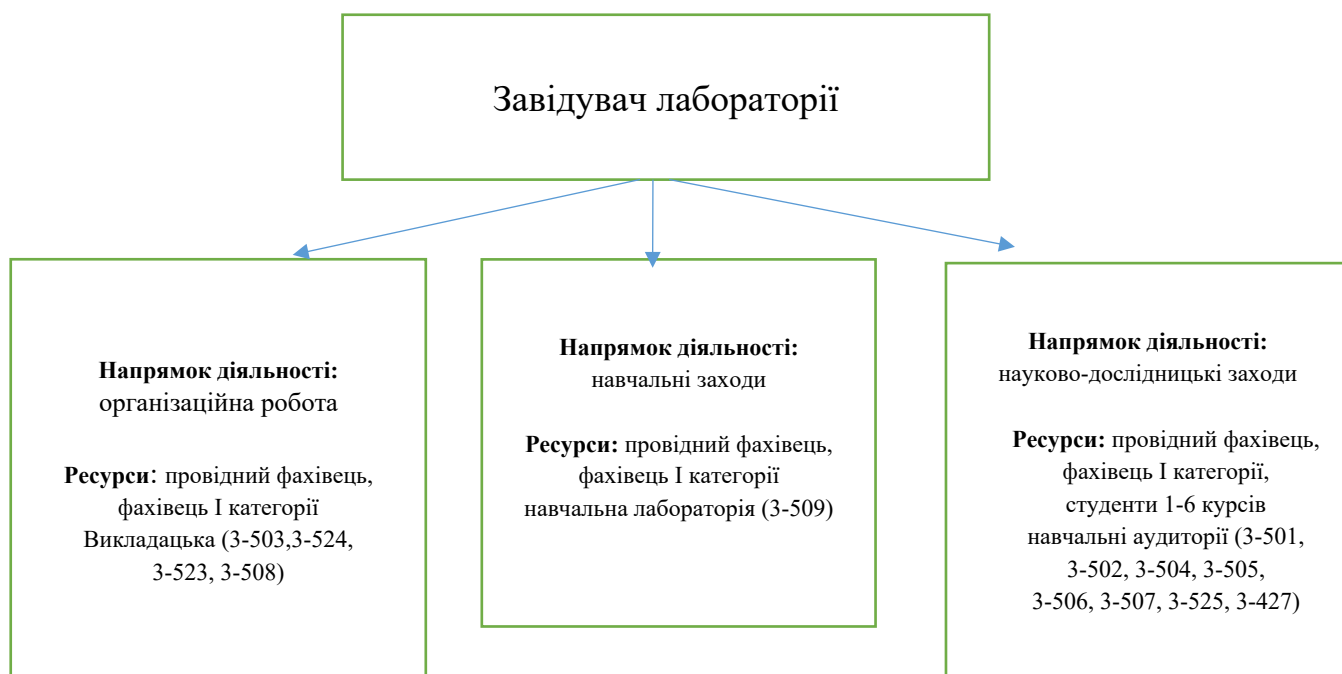 Завідувач лабораторії
Напрямок діяльності:
організаційна робота
Ресурси: провідний фахівець,
фахівець І категорії
Викладацька (3-503,3-524,
3-523, 3-508)
Напрямок діяльності:
навчальні заходи
Ресурси: провідний фахівець,
фахівець І категорії
навчальна лабораторія (3-509)
Напрямок діяльності:
науково-дослідницькі заходи
Ресурси: провідний фахівець,
фахівець І категорії,
студенти 1-6 курсів
навчальні аудиторії (3-501,
3-502, 3-504, 3-505,
3-506, 3-507, 3-525, 3-427)